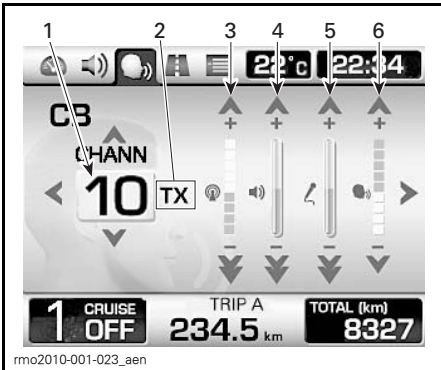 1 2 3 4 5 6
22°c 22:34
CB
CHANN
10 TX
+ + + +
- - - -
1 CRUISE OFF
TRIP A
234.5 km
TOTAL (km)
8327
rmo2010-001-023_aen